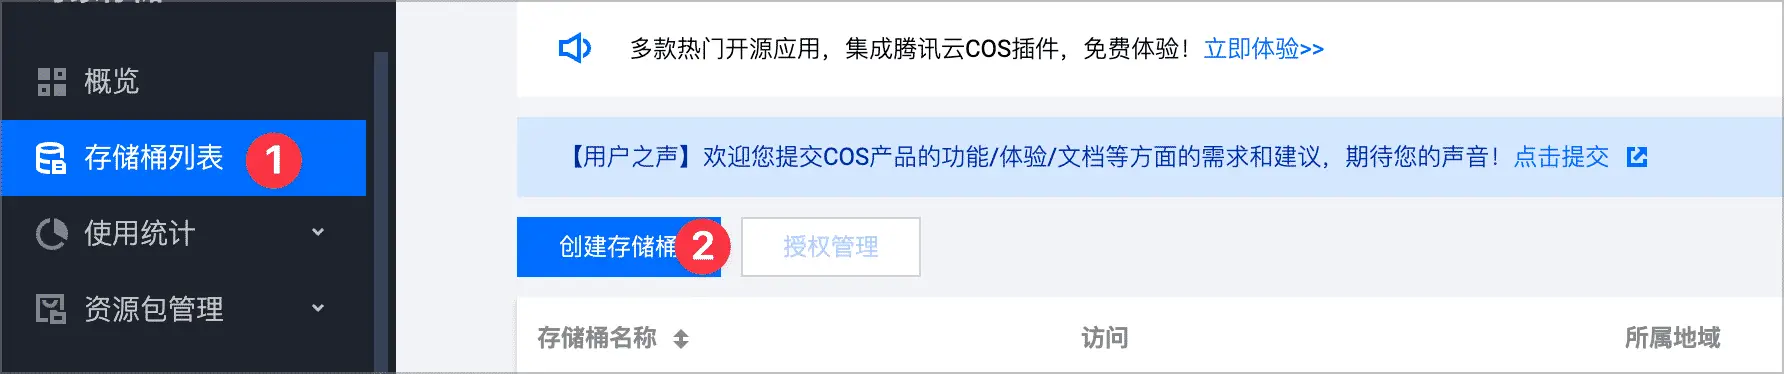 概览
存储桶列表 1
使用统计
资源包管理
多款热门开源应用，集成腾讯云COS插件，免费体验！立即体验>>
【用户之声】欢迎您提交COS产品的功能/体验/文档等方面的需求和建议，期待您的声音！点击提交
创建存储桶 2 授权管理
存储桶名称 访问 所属地域